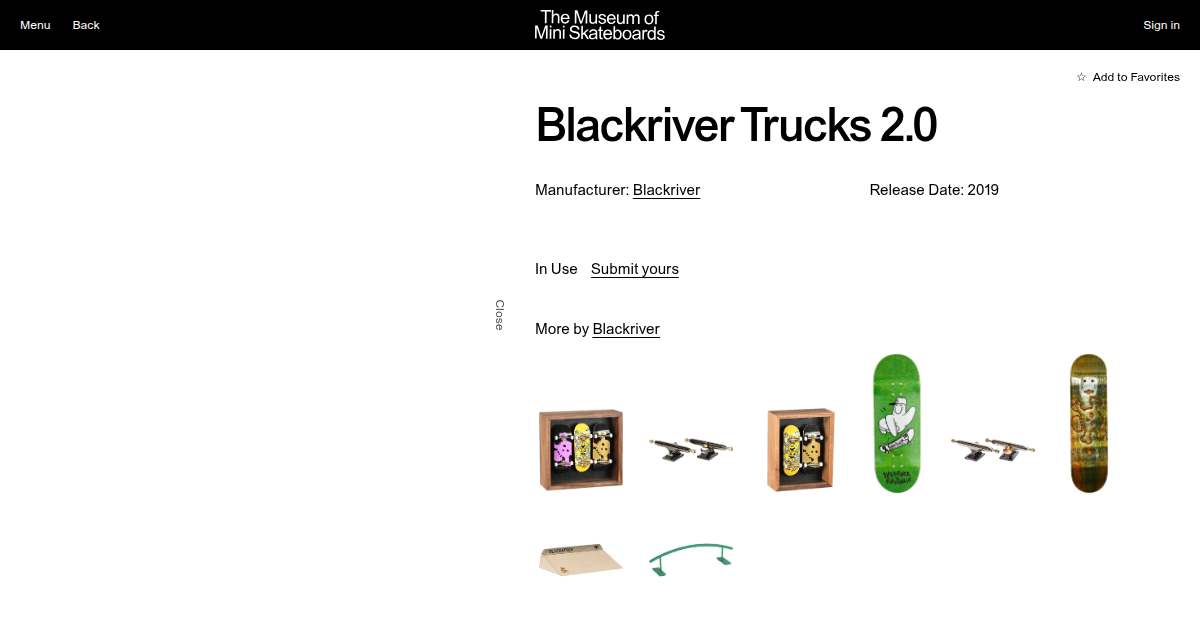 Menu
Back
The Museum of
Mini Skateboards
Sign in
☆ Add to Favorites
Blackriver Trucks 2.0
Manufacturer: Blackriver
Release Date: 2019
In Use
Submit yours
Close
More by Blackriver